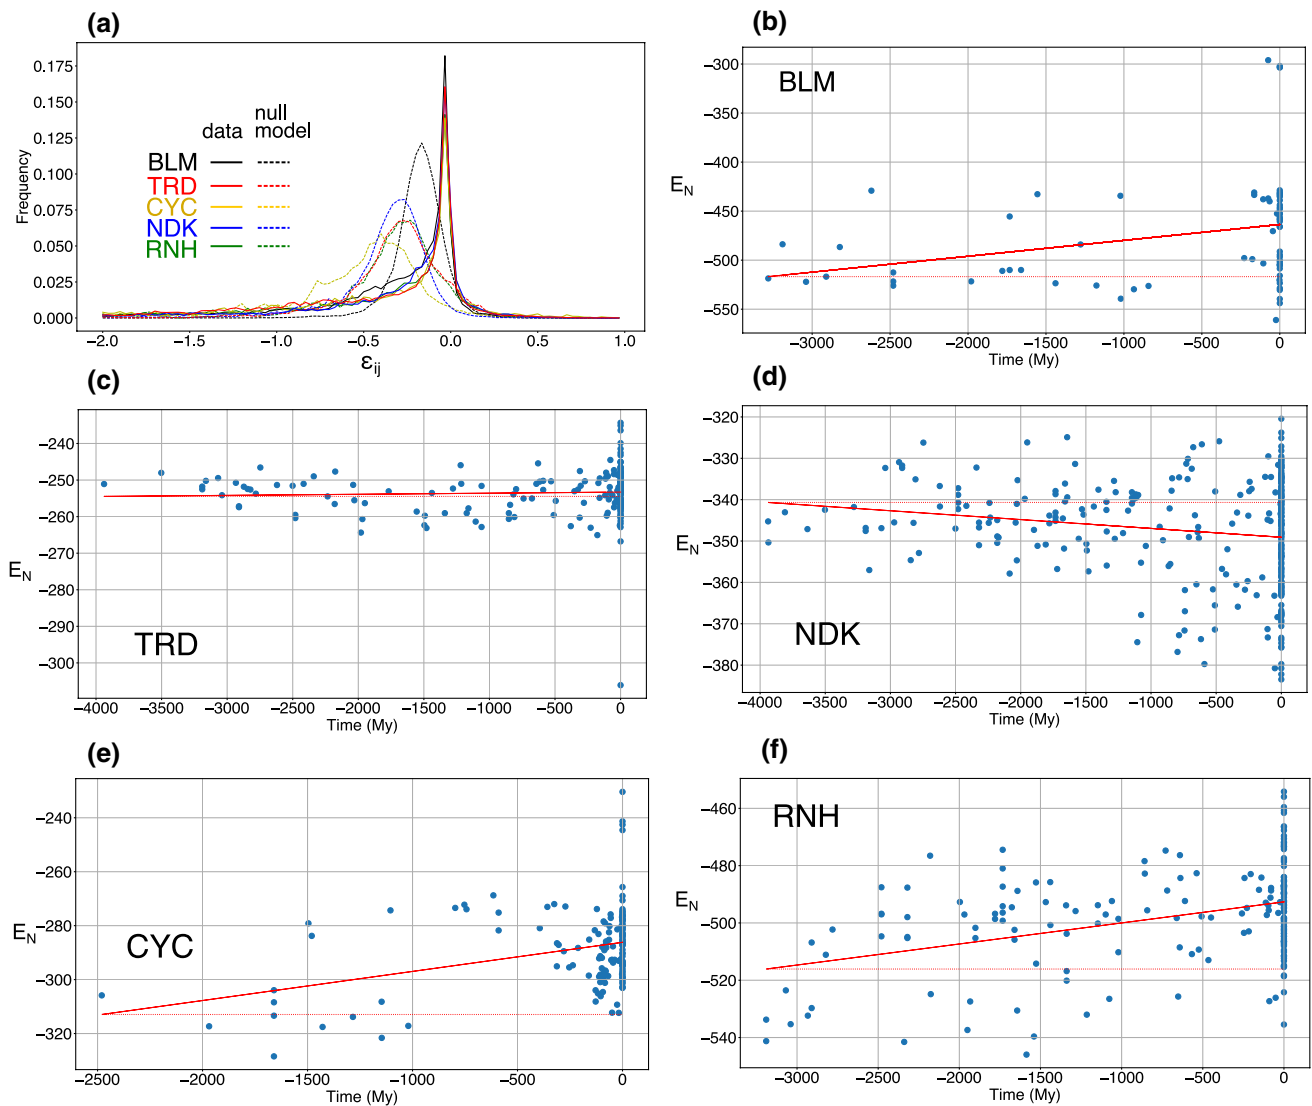 (a)
Frequency
0.175
0.150
0.125
0.100
0.075
0.050
0.025
0.000
null
data model
BLM
TRD
CYC
NDK
RNH
−2.0 −1.5 −1.0 −0.5 0.0 0.5 1.0
ε_ij
(b)
BLM
E_N
−300
−350
−400
−450
−500
−550
−3000 −2500 −2000 −1500 −1000 −500 0
Time (My)
(c)
TRD
E_N
−240
−250
−260
−270
−280
−290
−300
−4000 −3500 −3000 −2500 −2000 −1500 −1000 −500 0
Time (My)
(d)
NDK
E_N
−320
−330
−340
−350
−360
−370
−380
−4000 −3500 −3000 −2500 −2000 −1500 −1000 −500 0
Time (My)
(e)
CYC
E_N
−240
−260
−280
−300
−320
−2500 −2000 −1500 −1000 −500 0
Time (My)
(f)
RNH
E_N
−460
−480
−500
−520
−540
−3000 −2500 −2000 −1500 −1000 −500 0
Time (My)